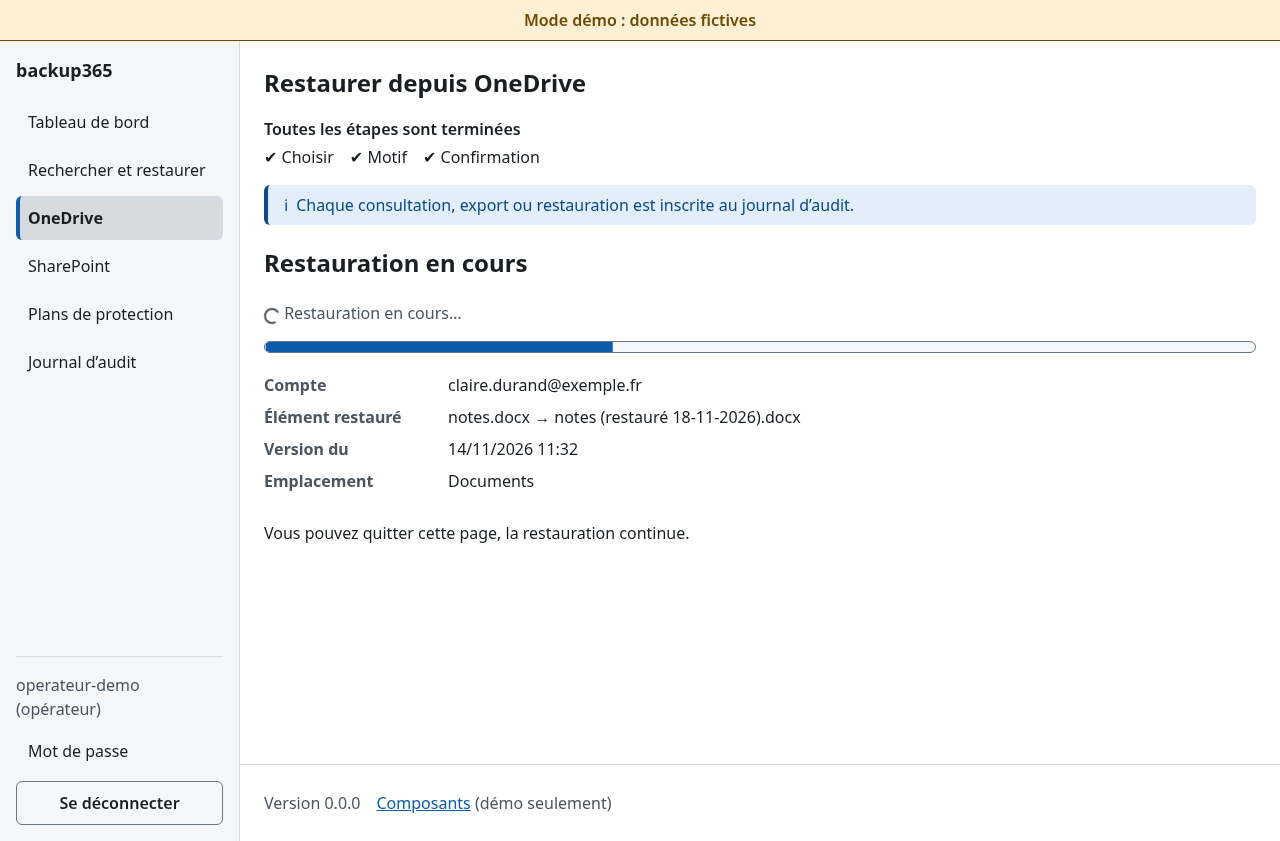 Mode démo : données fictives
backup365
Tableau de bord
Rechercher et restaurer
OneDrive
SharePoint
Plans de protection
Journal d’audit
operateur-demo
(opérateur)
Mot de passe
Se déconnecter
Restaurer depuis OneDrive
Toutes les étapes sont terminées
✔ Choisir ✔ Motif ✔ Confirmation
i Chaque consultation, export ou restauration est inscrite au journal d’audit.
Restauration en cours
Restauration en cours…
Compte claire.durand@exemple.fr
Élément restauré notes.docx → notes (restauré 18-11-2026).docx
Version du 14/11/2026 11:32
Emplacement Documents
Vous pouvez quitter cette page, la restauration continue.
Version 0.0.0 Composants (démo seulement)